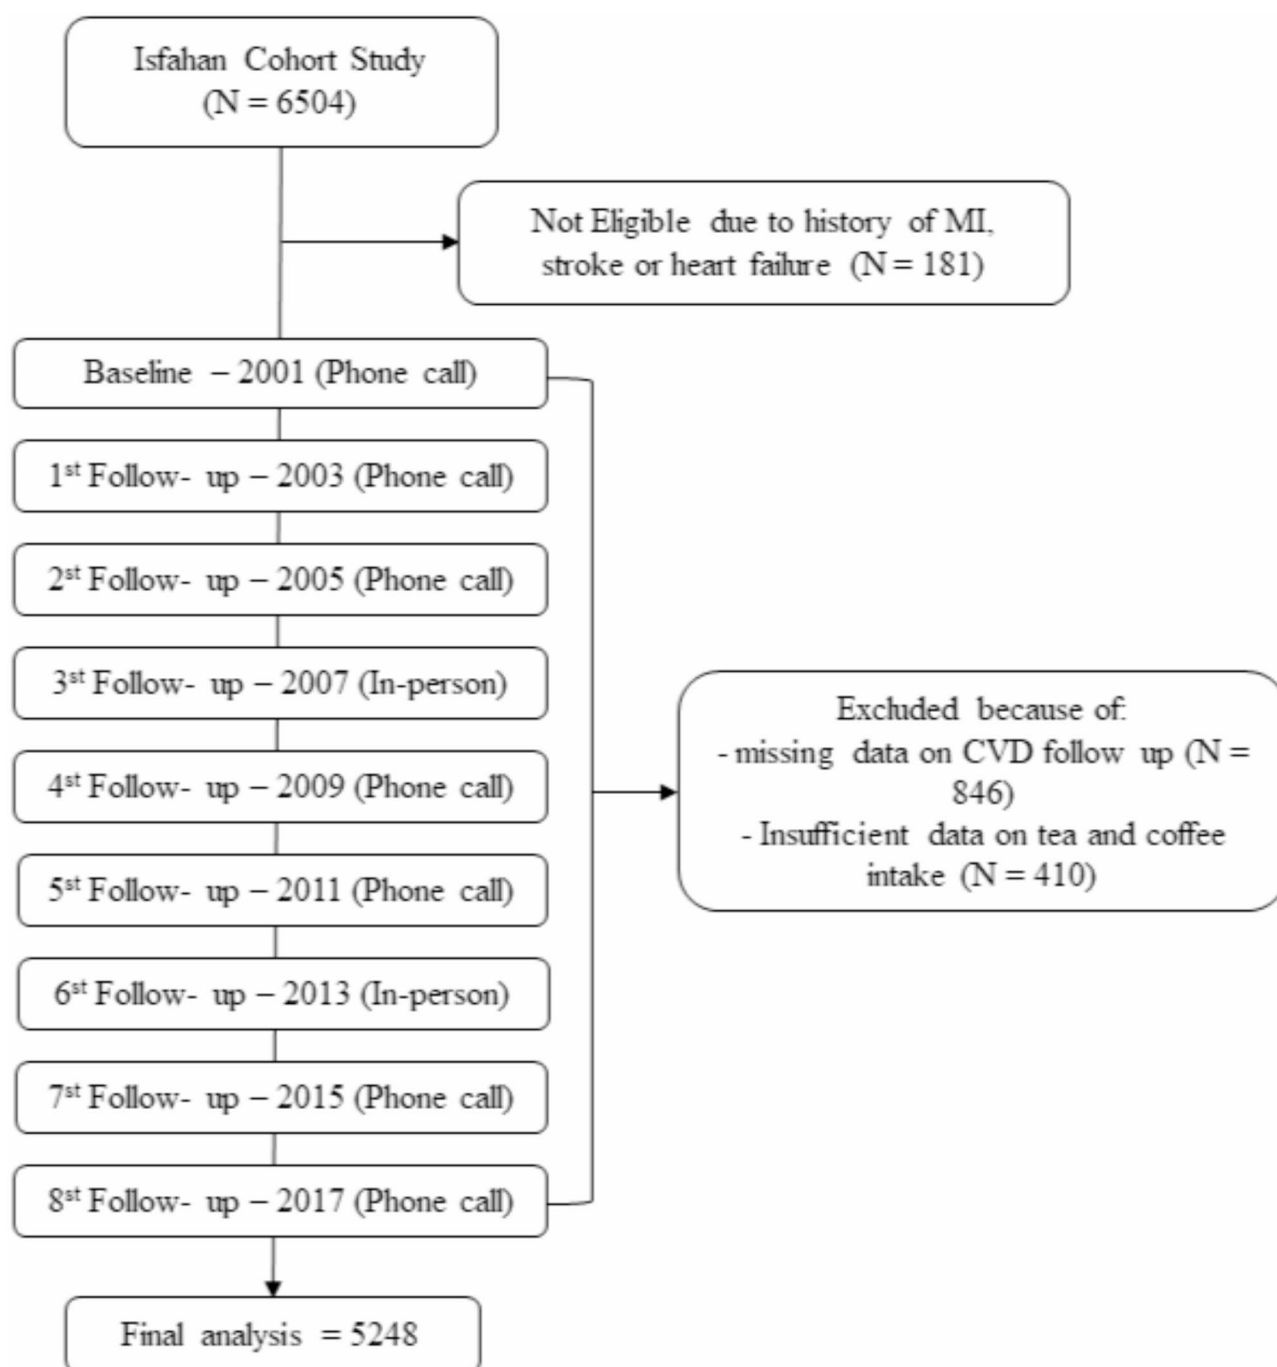 Isfahan Cohort Study
(N = 6504)
Not Eligible due to history of MI,
stroke or heart failure (N = 181)
Baseline – 2001 (Phone call)
1st Follow- up – 2003 (Phone call)
2st Follow- up – 2005 (Phone call)
3st Follow- up – 2007 (In-person)
4st Follow- up – 2009 (Phone call)
5st Follow- up – 2011 (Phone call)
6st Follow- up – 2013 (In-person)
7st Follow- up – 2015 (Phone call)
8st Follow- up – 2017 (Phone call)
Excluded because of:
- missing data on CVD follow up (N =
846)
- Insufficient data on tea and coffee
intake (N = 410)
Final analysis = 5248